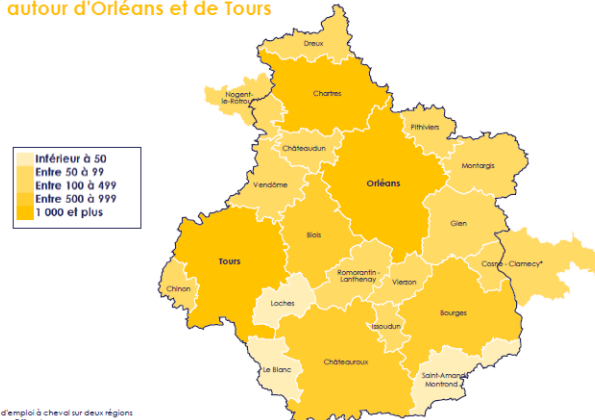 autour d'Orléans et de Tours
Dreux
Chartres
Nogent-
le-Rotrou
Pithiviers
Châteaudun
Inférieur à 50
Entre 50 à 99
Entre 100 à 499
Entre 500 à 999
1 000 et plus
Montargis
Vendôme
Orléans
Gien
Blois
Tours
Cosne - Clamecy*
Romorantin -
Lanthenay
Vierzon
Chinon
Loches
Bourges
Issoudun
Châteauroux
Le Blanc
Saint-Amand-
Montrond
d'emploi à cheval sur deux régions